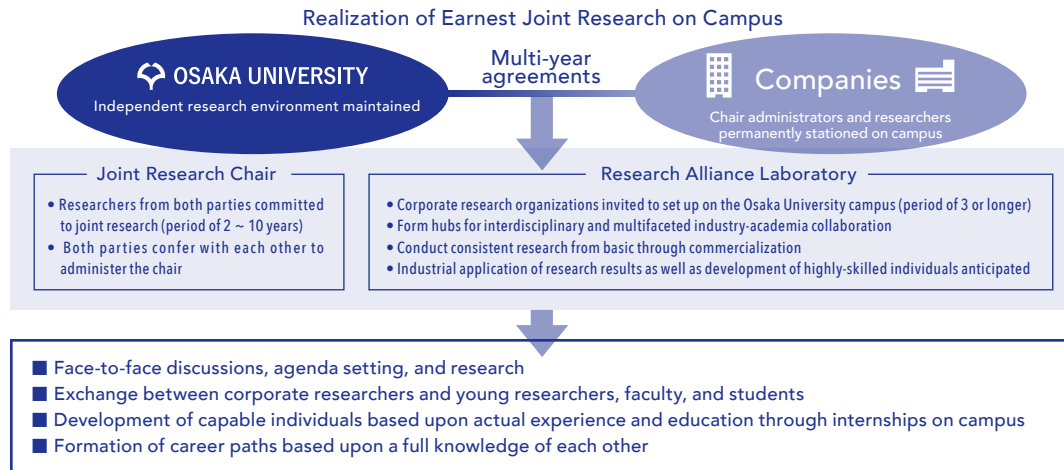 Realization of Earnest Joint Research on Campus
OSAKA UNIVERSITY
Independent research environment maintained
Multi-year
agreements
Companies
Chair administrators and researchers
permanently stationed on campus
Joint Research Chair
• Researchers from both parties committed
to joint research (period of 2 ~ 10 years)
• Both parties confer with each other to
administer the chair
Research Alliance Laboratory
• Corporate research organizations invited to set up on the Osaka University campus (period of 3 or longer)
• Form hubs for interdisciplinary and multifaceted industry-academia collaboration
• Conduct consistent research from basic through commercialization
• Industrial application of research results as well as development of highly-skilled individuals anticipated
■ Face-to-face discussions, agenda setting, and research
■ Exchange between corporate researchers and young researchers, faculty, and students
■ Development of capable individuals based upon actual experience and education through internships on campus
■ Formation of career paths based upon a full knowledge of each other